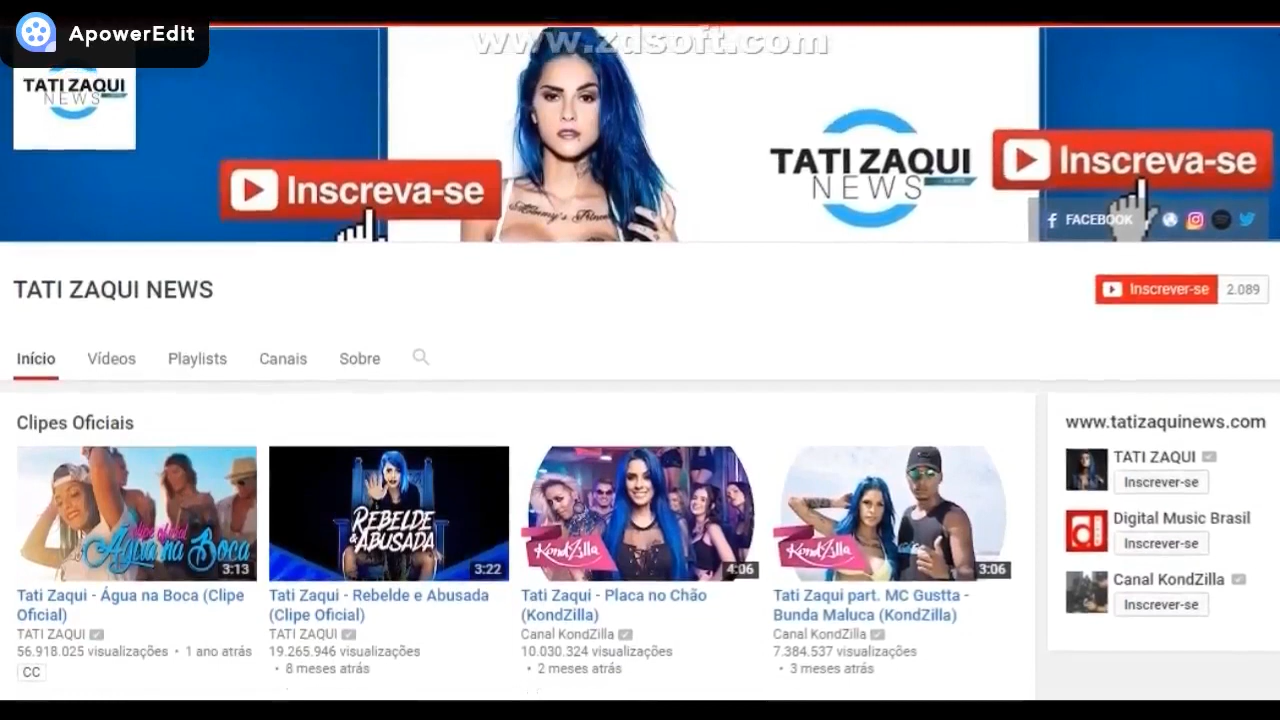 ApowerEdit
www.zdsoft.com
TATI ZAQUI
NEWS
Inscreva-se
TATI ZAQUI
NEWS
Inscreva-se
FACEBOOK
TATI ZAQUI NEWS
Inscrever-se 2.089
Início Vídeos Playlists Canais Sobre
Clipes Oficiais
clipe oficial
Água na Boca
3:13
Tati Zaqui - Água na Boca (Clipe
Oficial)
TATI ZAQUI
56.918.025 visualizações • 1 ano atrás
CC
REBELDE
& ABUSADA
3:22
Tati Zaqui - Rebelde e Abusada
(Clipe Oficial)
TATI ZAQUI
19.265.946 visualizações
• 8 meses atrás
KondZilla
4:06
Tati Zaqui - Placa no Chão
(KondZilla)
Canal KondZilla
10.030.324 visualizações
• 2 meses atrás
KondZilla
3:06
Tati Zaqui part. MC Gustta -
Bunda Maluca (KondZilla)
Canal KondZilla
7.384.537 visualizações
• 3 meses atrás
www.tatizaquinews.com
TATI ZAQUI
Inscrever-se
Digital Music Brasil
Inscrever-se
Canal KondZilla
Inscrever-se